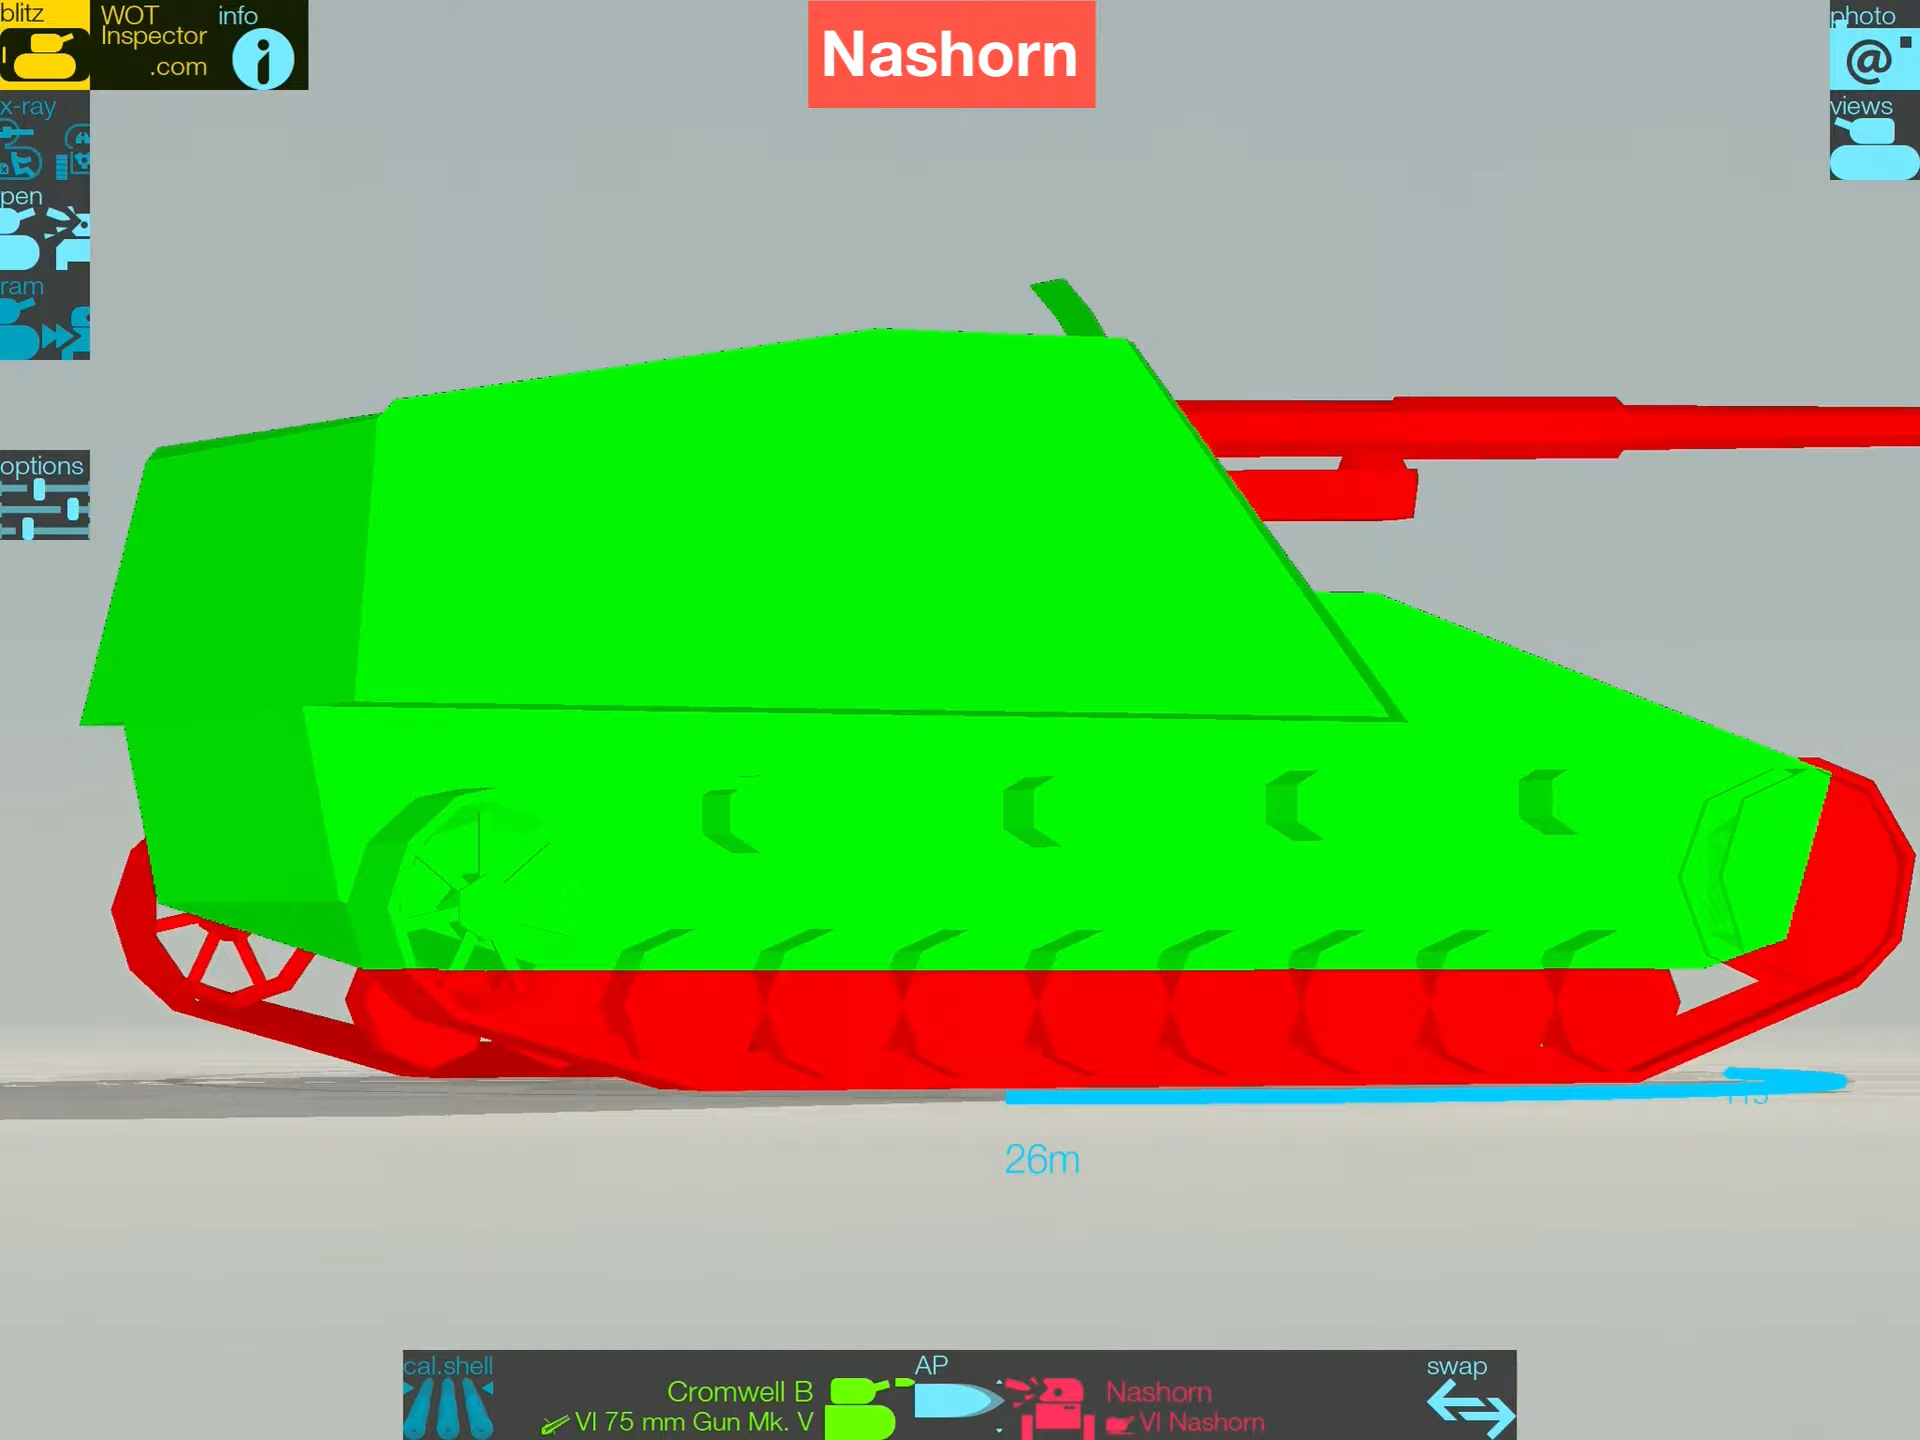 blitz
WOT
Inspector
.com
info
Nashorn
photo
@
views
x-ray
pen
ram
options
26m
cal.shell
Cromwell B
VI 75 mm Gun Mk. V
AP
Nashorn
VI Nashorn
swap